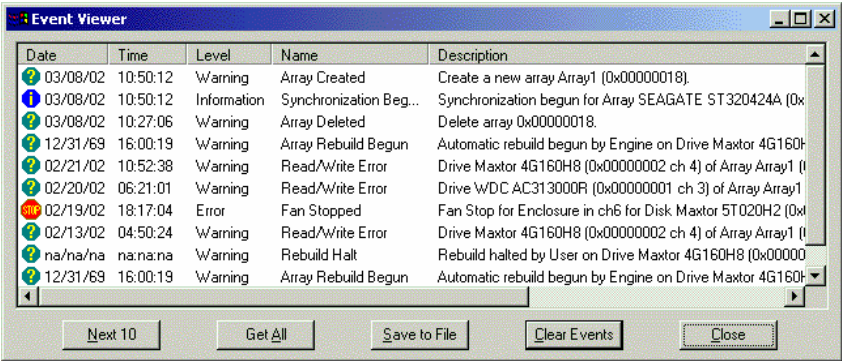 Event Viewer
Date Time Level Name Description
03/08/02 10:50:12 Warning Array Created Create a new array Array1 (0x00000018).
03/08/02 10:50:12 Information Synchronization Beg... Synchronization begun for Array SEAGATE ST320424A (0x
03/08/02 10:27:06 Warning Array Deleted Delete array 0x00000018.
12/31/69 16:00:19 Warning Array Rebuild Begun Automatic rebuild begun by Engine on Drive Maxtor 4G160H
02/21/02 10:52:38 Warning Read/Write Error Drive Maxtor 4G160H8 (0x00000002 ch 4) of Array Array1 (
02/20/02 06:21:01 Warning Read/Write Error Drive WDC AC313000R (0x00000001 ch 3) of Array Array1
STOP 02/19/02 18:17:04 Error Fan Stopped Fan Stop for Enclosure in ch6 for Disk Maxtor 5T020H2 (0x
02/13/02 04:50:24 Warning Read/Write Error Drive Maxtor 4G160H8 (0x00000002 ch 4) of Array Array1 (
na/na/na na:na:na Warning Rebuild Halt Rebuild halted by User on Drive Maxtor 4G160H8 (0x00000
12/31/69 16:00:19 Warning Array Rebuild Begun Automatic rebuild begun by Engine on Drive Maxtor 4G160H
Next 10 Get All Save to File Clear Events Close